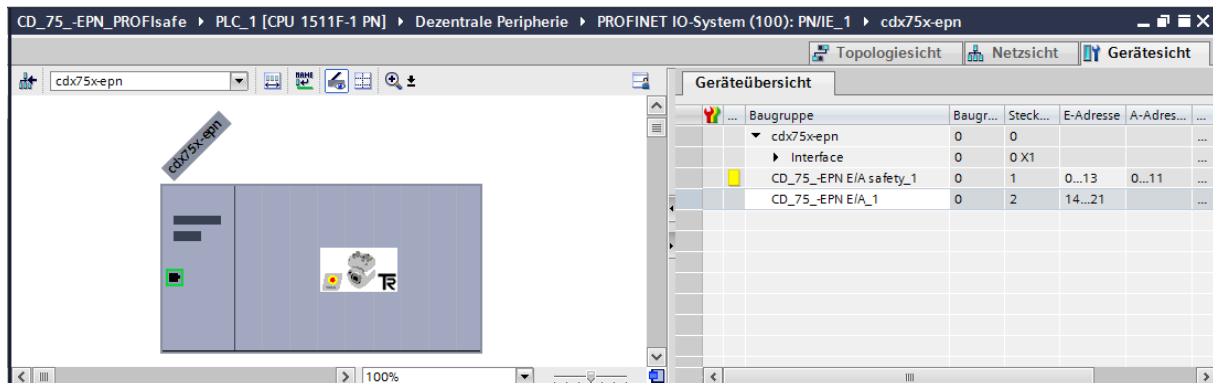 CD_75_-EPN_PROFIsafe ▸ PLC_1 [CPU 1511F-1 PN] ▸ Dezentrale Peripherie ▸ PROFINET IO-System (100): PN/IE_1 ▸ cdx75x-epn
Topologiesicht Netzsicht Gerätesicht
cdx75x-epn
Geräteübersicht
... Baugruppe Baugr... Steck... E-Adresse A-Adres... ...
cdx75x-epn 0 0 ...
Interface 0 0 X1 ...
CD_75_-EPN E/A safety_1 0 1 0...13 0...11 ...
CD_75_-EPN E/A_1 0 2 14...21 ...
cdx75x-epn
TR
100%